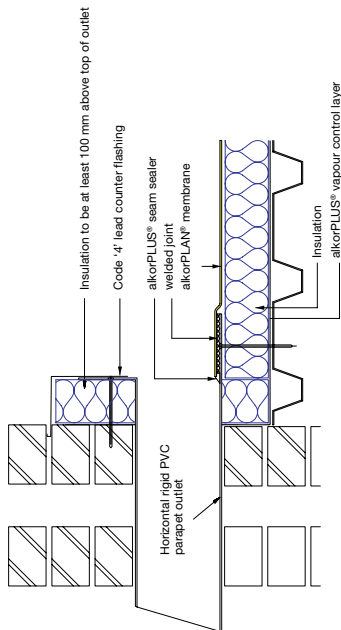 Insulation to be at least 100 mm above top of outlet
Code ‘4’ lead counter flashing
alkorPLUS® seam sealer
welded joint
alkorPLAN® membrane
Insulation
alkorPLUS® vapour control layer
Horizontal rigid PVC
parapet outlet